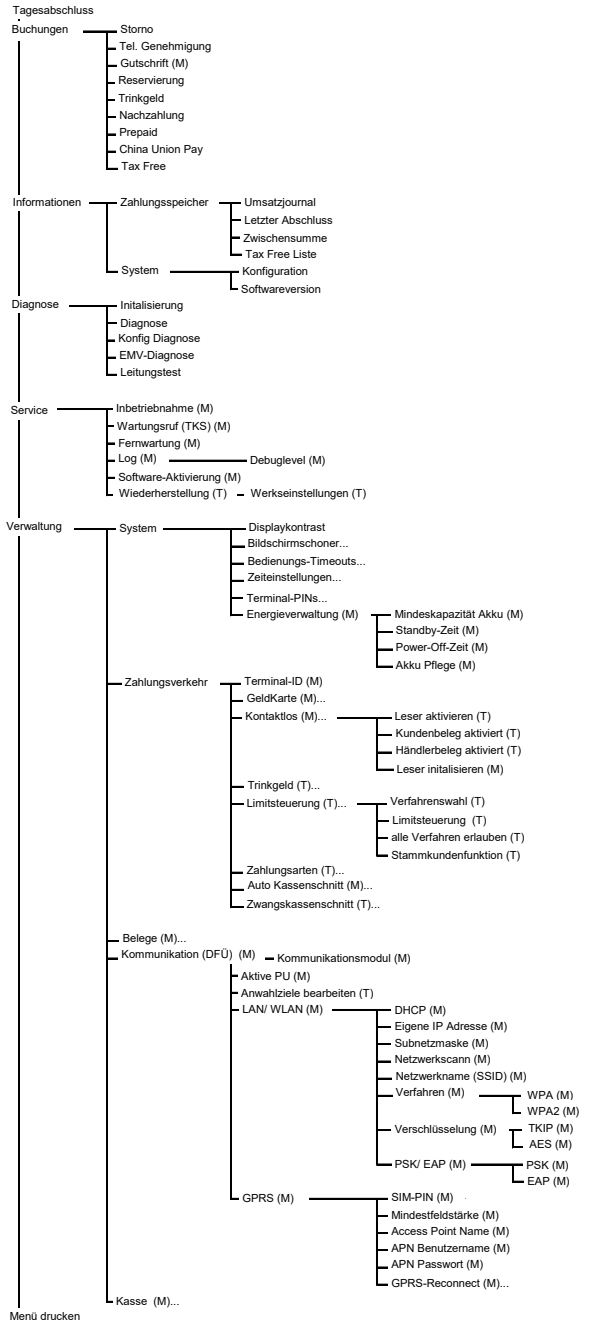 Tagesabschluss
Buchungen
Storno
Tel. Genehmigung
Gutschrift (M)
Reservierung
Trinkgeld
Nachzahlung
Prepaid
China Union Pay
Tax Free
Informationen
Zahlungsspeicher
Umsatzjournal
Letzter Abschluss
Zwischensumme
Tax Free Liste
System
Konfiguration
Softwareversion
Diagnose
Initalisierung
Diagnose
Konfig Diagnose
EMV-Diagnose
Leitungstest
Service
Inbetriebnahme (M)
Wartungsruf (TKS) (M)
Fernwartung (M)
Log (M)
Debuglevel (M)
Software-Aktivierung (M)
Wiederherstellung (T)
Werkseinstellungen (T)
Verwaltung
System
Displaykontrast
Bildschirmschoner...
Bedienungs-Timeouts...
Zeiteinstellungen...
Terminal-PINs...
Energieverwaltung (M)
Mindeskapazität Akku (M)
Standby-Zeit (M)
Power-Off-Zeit (M)
Akku Pflege (M)
Zahlungsverkehr
Terminal-ID (M)
GeldKarte (M)...
Kontaktlos (M)...
Leser aktivieren (T)
Kundenbeleg aktiviert (T)
Händlerbeleg aktiviert (T)
Leser initalisieren (M)
Trinkgeld (T)...
Limitsteuerung (T)...
Verfahrenswahl (T)
Limitsteuerung (T)
alle Verfahren erlauben (T)
Stammkundenfunktion (T)
Zahlungsarten (T)...
Auto Kassenschnitt (M)...
Zwangskassenschnitt (T)...
Belege (M)...
Kommunikation (DFÜ) (M)
Kommunikationsmodul (M)
Aktive PU (M)
Anwahlziele bearbeiten (T)
LAN/ WLAN (M)
DHCP (M)
Eigene IP Adresse (M)
Subnetzmaske (M)
Netzwerkscann (M)
Netzwerkname (SSID) (M)
Verfahren (M)
WPA (M)
WPA2 (M)
Verschlüsselung (M)
TKIP (M)
AES (M)
PSK/ EAP (M)
PSK (M)
EAP (M)
GPRS (M)
SIM-PIN (M)
Mindestfeldstärke (M)
Access Point Name (M)
APN Benutzername (M)
APN Passwort (M)
GPRS-Reconnect (M)...
Kasse (M)...
Menü drucken